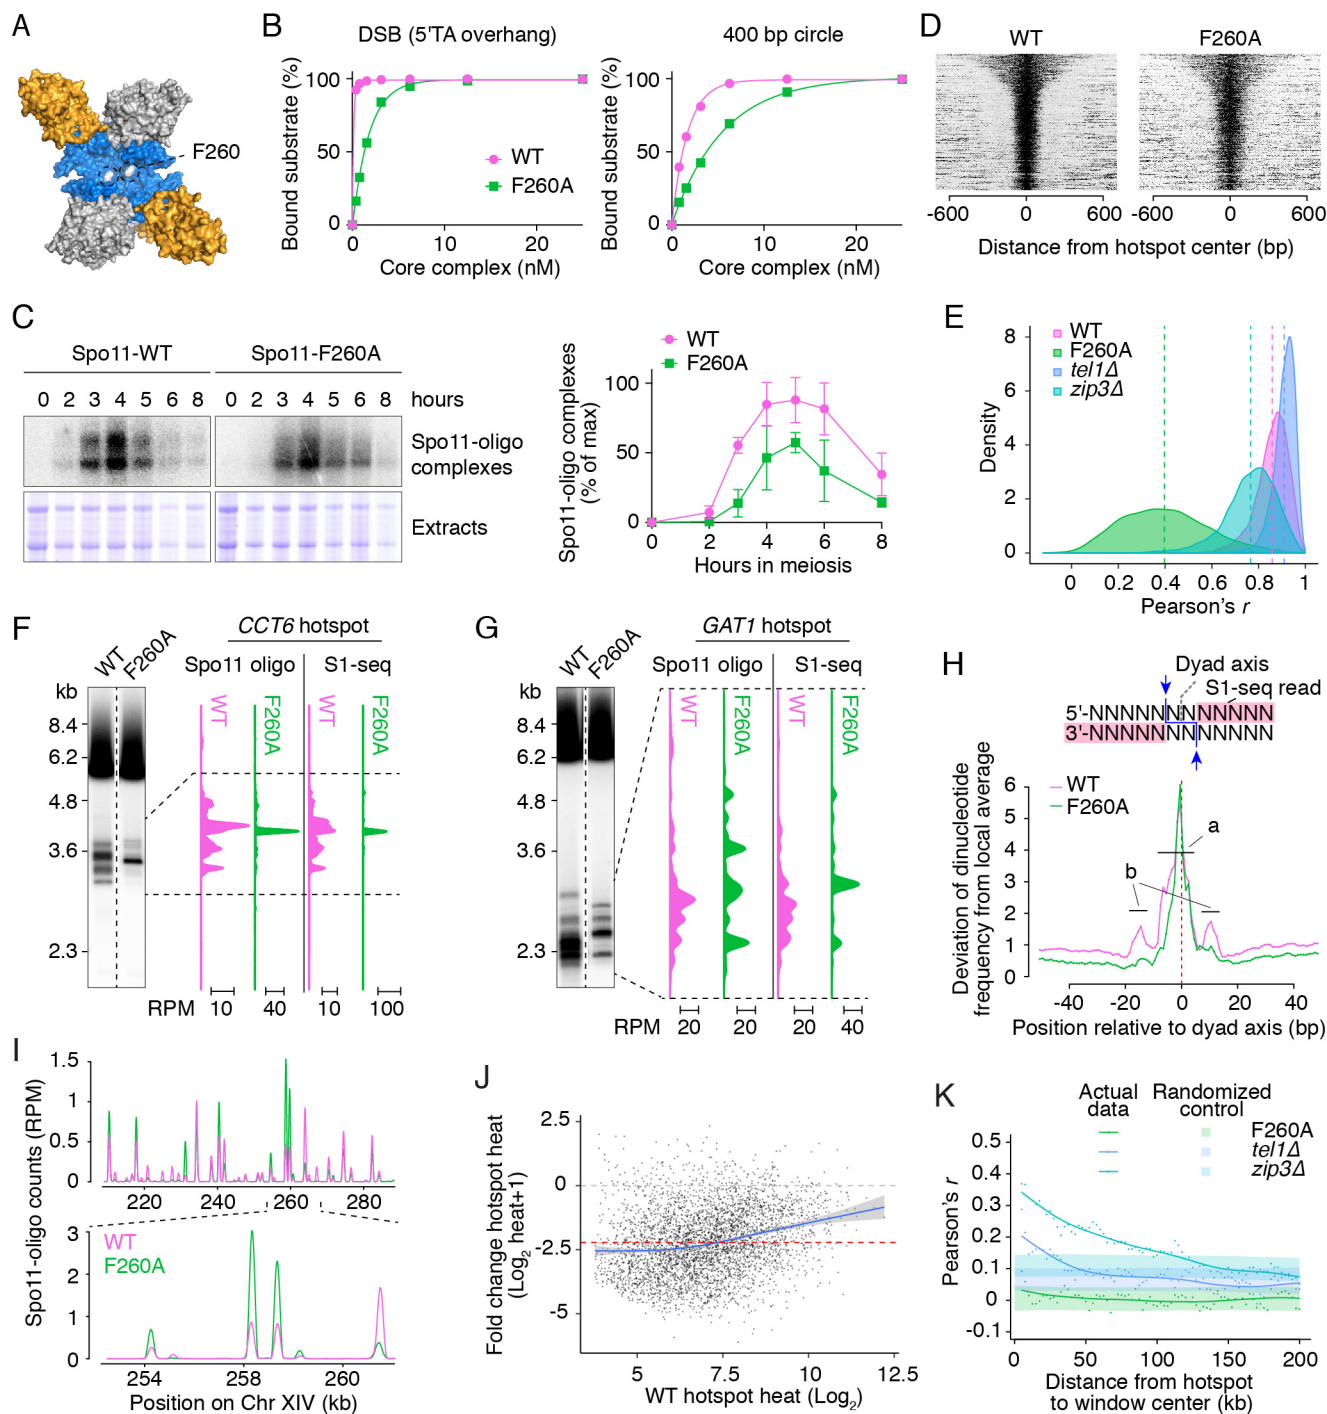 A
F260
B
DSB (5'TA overhang)
400 bp circle
Bound substrate (%)
100
50
0
WT
F260A
0 10 20
Core complex (nM)
Bound substrate (%)
100
50
0
0 10 20
Core complex (nM)
D
WT F260A
-600 0 600 -600 0 600
Distance from hotspot center (bp)
C
Spo11-WT Spo11-F260A
0 2 3 4 5 6 8 0 2 3 4 5 6 8 hours
Spo11-oligo
complexes
Extracts
WT
F260A
Spo11-oligo complexes
(% of max)
100
50
0
0 2 4 6 8
Hours in meiosis
E
WT
F260A
tel1Δ
zip3Δ
Density
8
6
4
2
0
0 0.2 0.4 0.6 0.8 1
Pearson's r
F
WT
F260A
CCT6 hotspot
Spo11 oligo S1-seq
kb
8.4
6.2
4.8
3.6
2.3
WT
F260A
WT
F260A
RPM 10 40 10 100
G
WT
F260A
GAT1 hotspot
Spo11 oligo S1-seq
kb
8.4
6.2
4.8
3.6
2.3
WT
F260A
WT
F260A
RPM 20 20 20 40
H
Dyad axis
S1-seq read
5'-NNNNNNNNNNNNN
3'-NNNNNNNNNNNNN
WT
F260A
a
b
Deviation of dinucleotide
frequency from local average
6
5
4
3
2
1
0
-40 -20 0 20 40
Position relative to dyad axis (bp)
I
Spo11-oligo counts (RPM)
1.5
1.0
0.5
0
220 240 260 280
3
2
1
0
WT
F260A
254 258 260
Position on Chr XIV (kb)
J
Fold change hotspot heat
(Log2 heat+1)
2.5
0
-2.5
-5
5 7.5 10.0 12.5
WT hotspot heat (Log2)
K
Actual
data
Randomized
control
F260A
tel1Δ
zip3Δ
Pearson's r
0.5
0.4
0.3
0.2
0.1
0
-0.1
0 50 100 150 200
Distance from hotspot
to window center (kb)